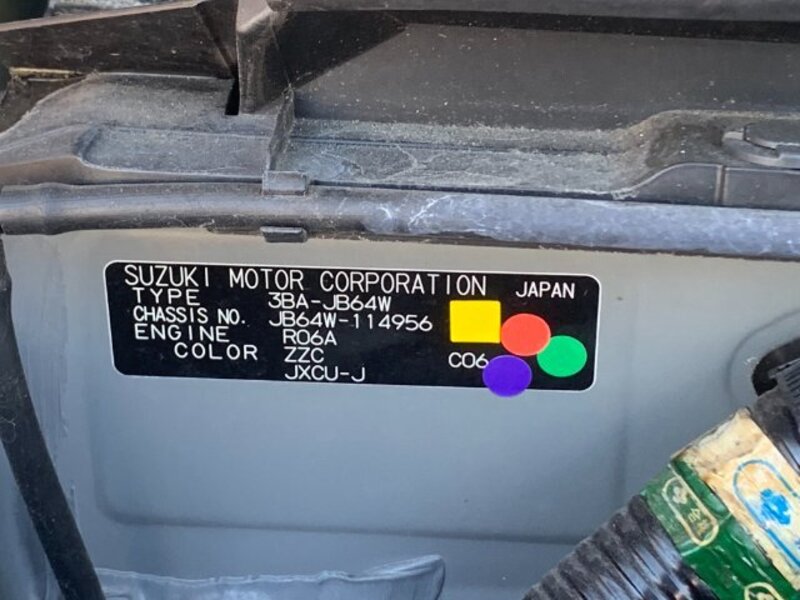 SUZUKI MOTOR CORPORATION JAPAN
TYPE 3BA-JB64W
CHASSIS NO. JB64W-114956
ENGINE R06A
COLOR ZZC C06
JXCU-J